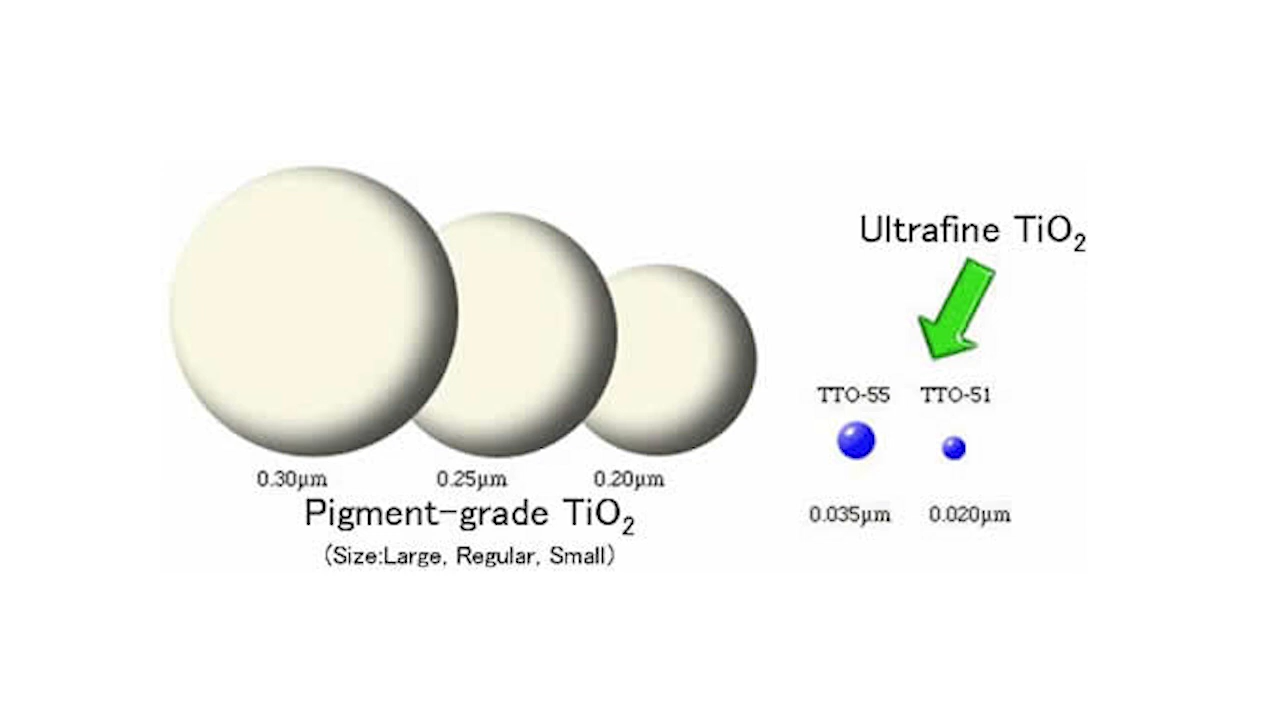 Ultrafine TiO₂
TTO-55 TTO-51
0.30μm 0.25μm 0.20μm
Pigment-grade TiO₂
(Size:Large, Regular, Small)
0.035μm 0.020μm